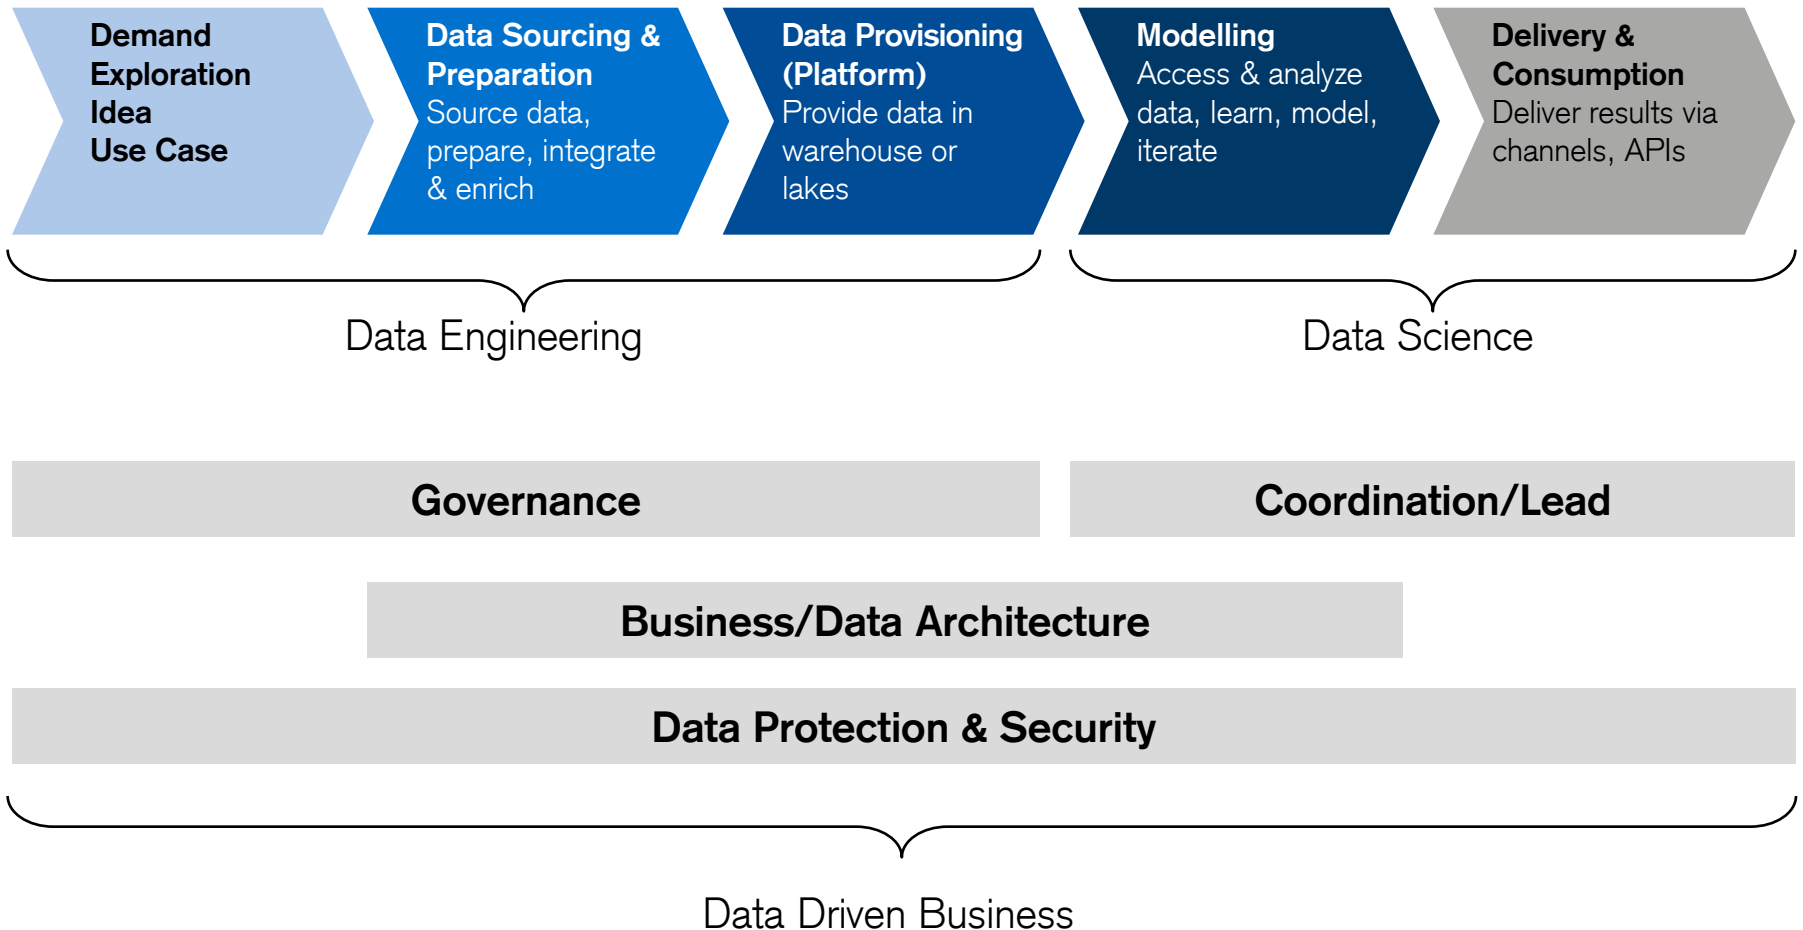 Demand
Exploration
Idea
Use Case
Data Sourcing &
Preparation
Source data,
prepare, integrate
& enrich
Data Provisioning
(Platform)
Provide data in
warehouse or
lakes
Modelling
Access & analyze
data, learn, model,
iterate
Delivery &
Consumption
Deliver results via
channels, APIs
Data Engineering
Data Science
Governance
Coordination/Lead
Business/Data Architecture
Data Protection & Security
Data Driven Business